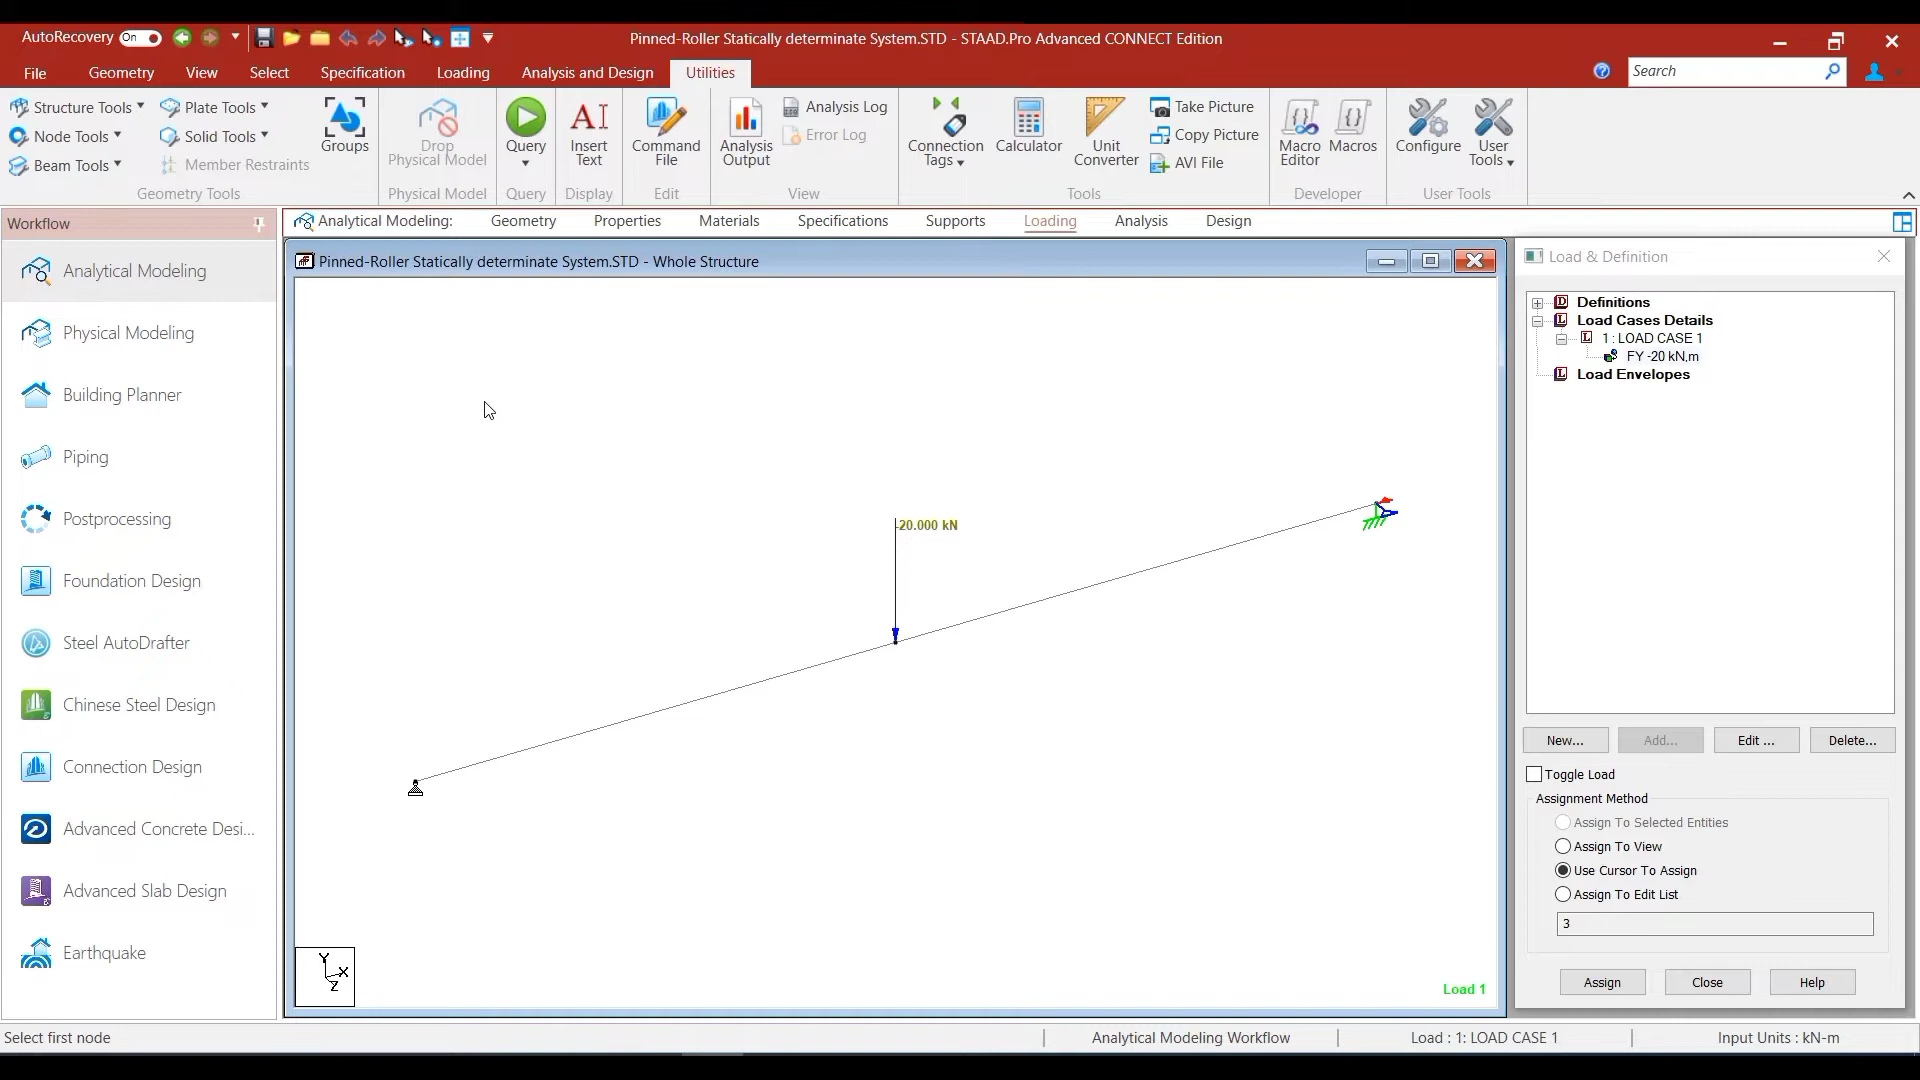 AutoRecovery On
Pinned-Roller Statically determinate System.STD - STAAD.Pro Advanced CONNECT Edition
File Geometry View Select Specification Loading Analysis and Design Utilities Search
Structure Tools Plate Tools
Node Tools Solid Tools
Beam Tools Member Restraints
Geometry Tools
Groups
Drop
Physical Model
Physical Model
Query
Query
Insert
Text
Display
Command
File
Edit
Analysis
Output
Analysis Log
Error Log
View
Connection
Tags
Calculator
Unit
Converter
Take Picture
Copy Picture
AVI File
Tools
Macro
Editor
Macros
Developer
Configure
User
Tools
User Tools
Workflow
Analytical Modeling
Physical Modeling
Building Planner
Piping
Postprocessing
Foundation Design
Steel AutoDrafter
Chinese Steel Design
Connection Design
Advanced Concrete Desi...
Advanced Slab Design
Earthquake
Analytical Modeling: Geometry Properties Materials Specifications Supports Loading Analysis Design
Pinned-Roller Statically determinate System.STD - Whole Structure
-20.000 kN
Y
X
Z
Load 1
Load & Definition
Definitions
Load Cases Details
1 : LOAD CASE 1
FY -20 kN,m
Load Envelopes
New... Add... Edit ... Delete...
Toggle Load
Assignment Method
Assign To Selected Entities
Assign To View
Use Cursor To Assign
Assign To Edit List
3
Assign Close Help
Select first node
Analytical Modeling Workflow
Load : 1: LOAD CASE 1
Input Units : kN-m